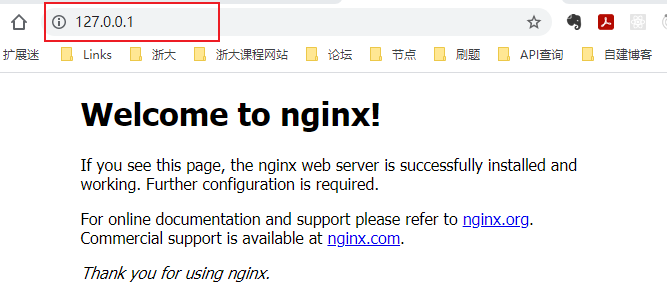 127.0.0.1
扩展迷 Links 浙大 浙大课程网站 论坛 节点 刷题 API查询 自建博客
Welcome to nginx!
If you see this page, the nginx web server is successfully installed and
working. Further configuration is required.
For online documentation and support please refer to nginx.org.
Commercial support is available at nginx.com.
Thank you for using nginx.